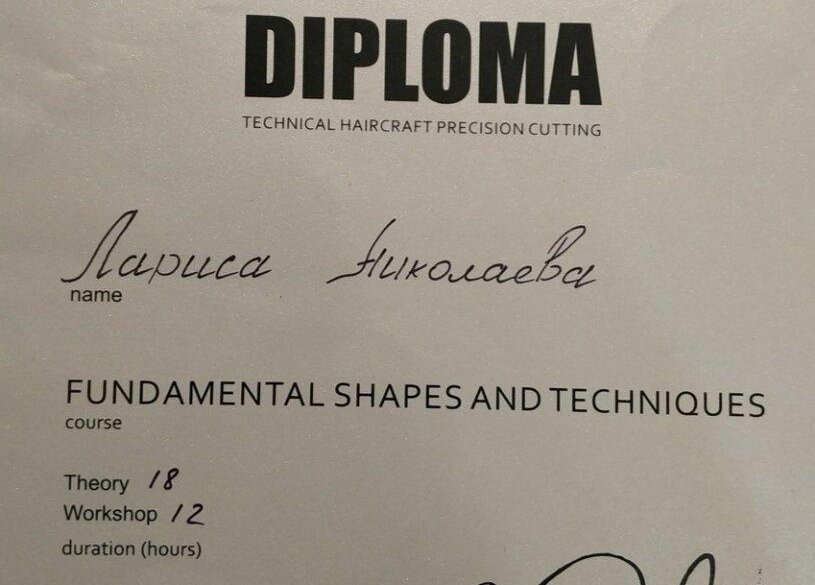 DIPLOMA
TECHNICAL HAIRCRAFT PRECISION CUTTING
Лариса Николаева
name
FUNDAMENTAL SHAPES AND TECHNIQUES
course
Theory 18
Workshop 12
duration (hours)